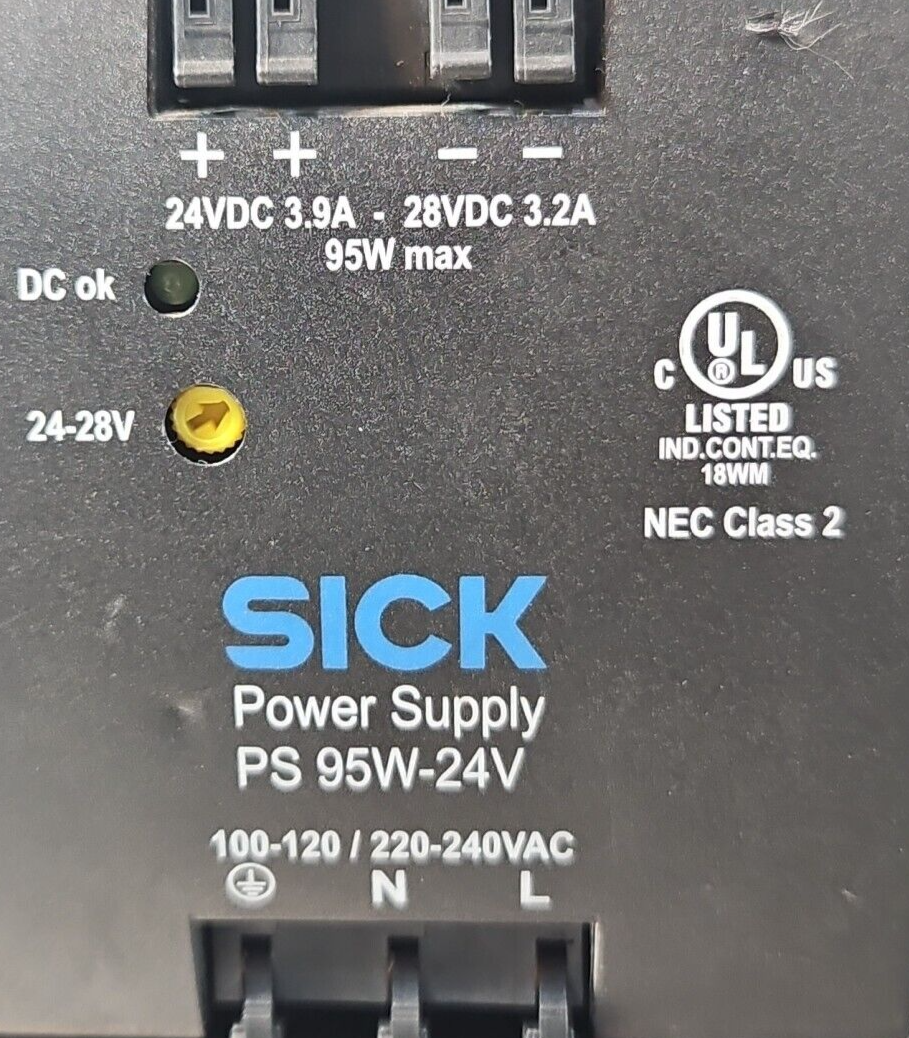 + + − −
24VDC 3.9A - 28VDC 3.2A
95W max
DC ok
24-28V
C UL ® US
LISTED
IND.CONT.EQ.
18WM
NEC Class 2
SICK
Power Supply
PS 95W-24V
100-120 / 220-240VAC
N L